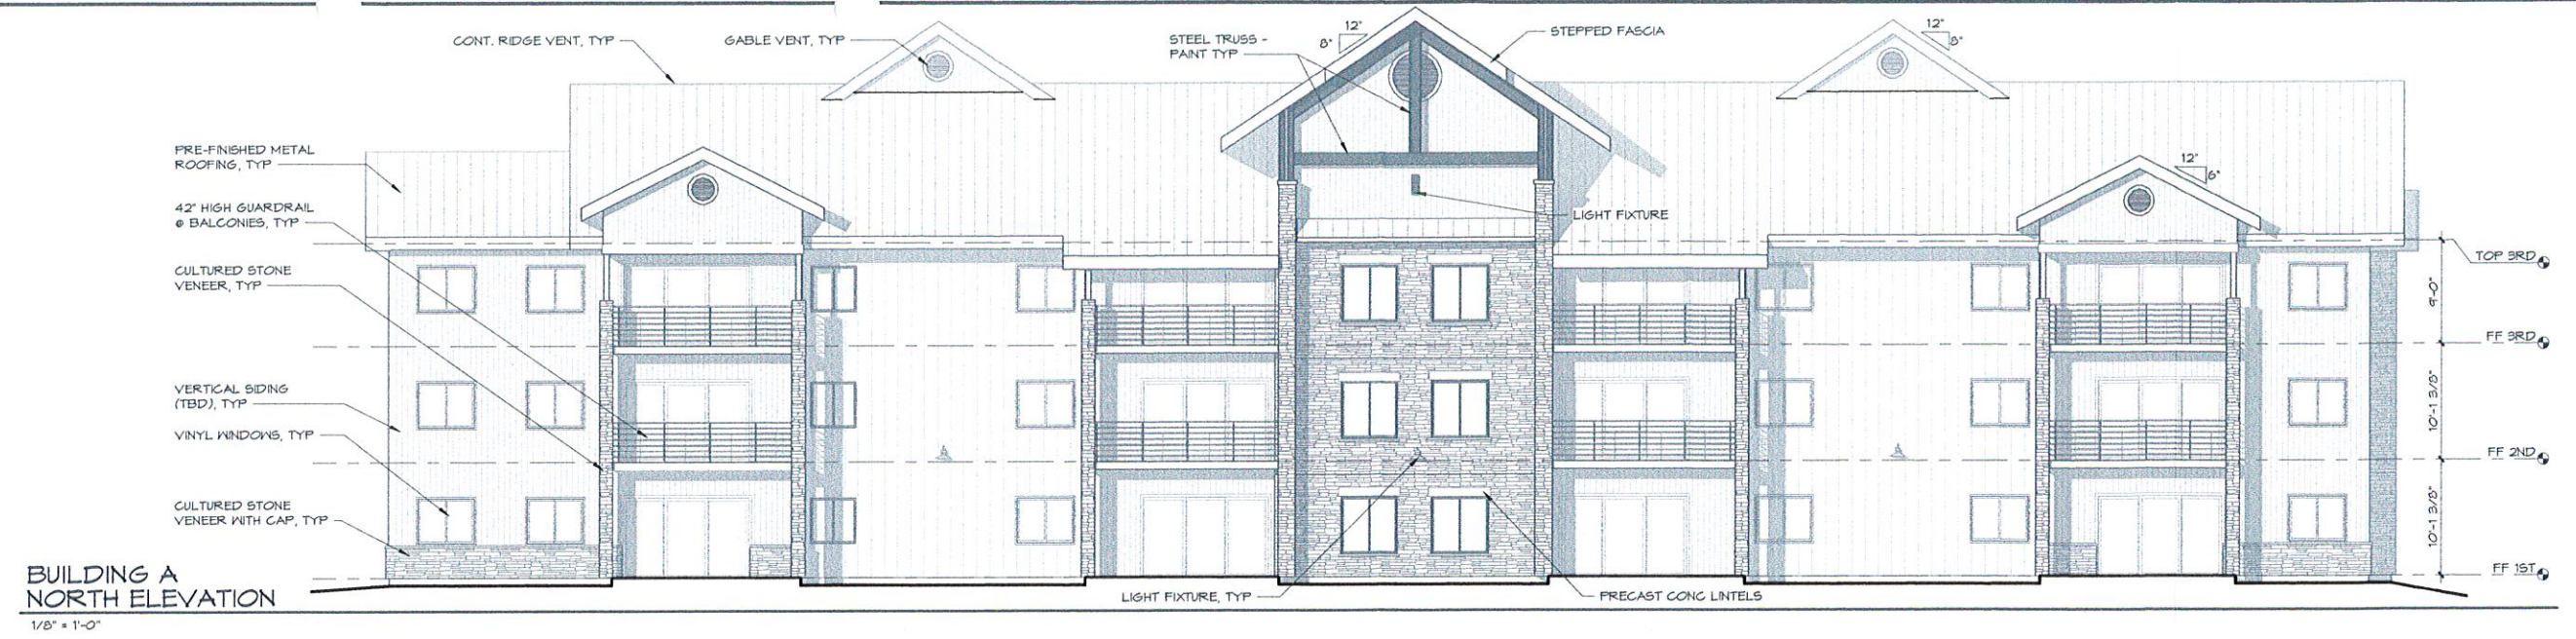 CONT. RIDGE VENT, TYP
GABLE VENT, TYP
STEEL TRUSS -
PAINT TYP
12"
8"
STEPPED FASCIA
12"
8"
PRE-FINISHED METAL
ROOFING, TYP
42" HIGH GUARDRAIL
@ BALCONIES, TYP
CULTURED STONE
VENEER, TYP
VERTICAL SIDING
(TBD), TYP
VINYL WINDOWS, TYP
CULTURED STONE
VENEER WITH CAP, TYP
12"
6"
LIGHT FIXTURE
TOP 3RD
9'-0"
FF 3RD
10'-1 3/8"
FF 2ND
10'-1 3/8"
FF 1ST
LIGHT FIXTURE, TYP
PRECAST CONC LINTELS
BUILDING A
NORTH ELEVATION
1/8" = 1'-0"